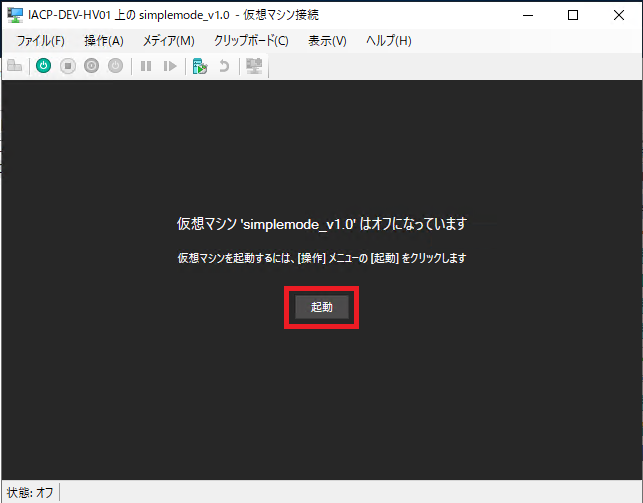 IACP-DEV-HV01 上の simplemode_v1.0 - 仮想マシン接続
ファイル(F) 操作(A) メディア(M) クリップボード(C) 表示(V) ヘルプ(H)
仮想マシン 'simplemode_v1.0' はオフになっています
仮想マシンを起動するには、[操作] メニューの [起動] をクリックします
起動
状態: オフ